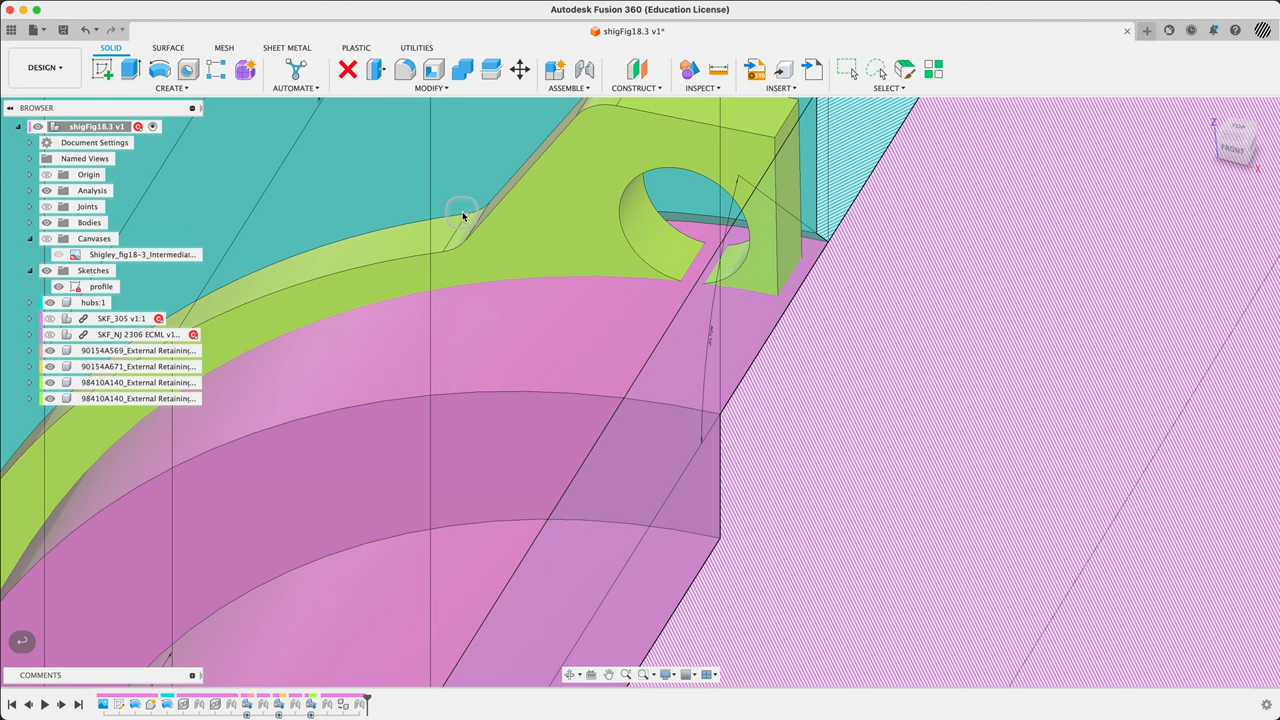 Autodesk Fusion 360 (Education License)
shigFig18.3 v1*
DESIGN
SOLID
SURFACE
MESH
SHEET METAL
PLASTIC
UTILITIES
CREATE
AUTOMATE
MODIFY
ASSEMBLE
CONSTRUCT
INSPECT
INSERT
SELECT
BROWSER
shigFig18.3 v1
Document Settings
Named Views
Origin
Analysis
Joints
Bodies
Canvases
Shigley_fig18-3_Intermedia...
Sketches
profile
hubs:1
SKF_305 v1:1
SKF_NJ 2306 ECML v1...
90154A569_External Retaining...
90154A671_External Retaining...
98410A140_External Retaining...
98410A140_External Retaining...
COMMENTS
Z
TOP
FRONT
X